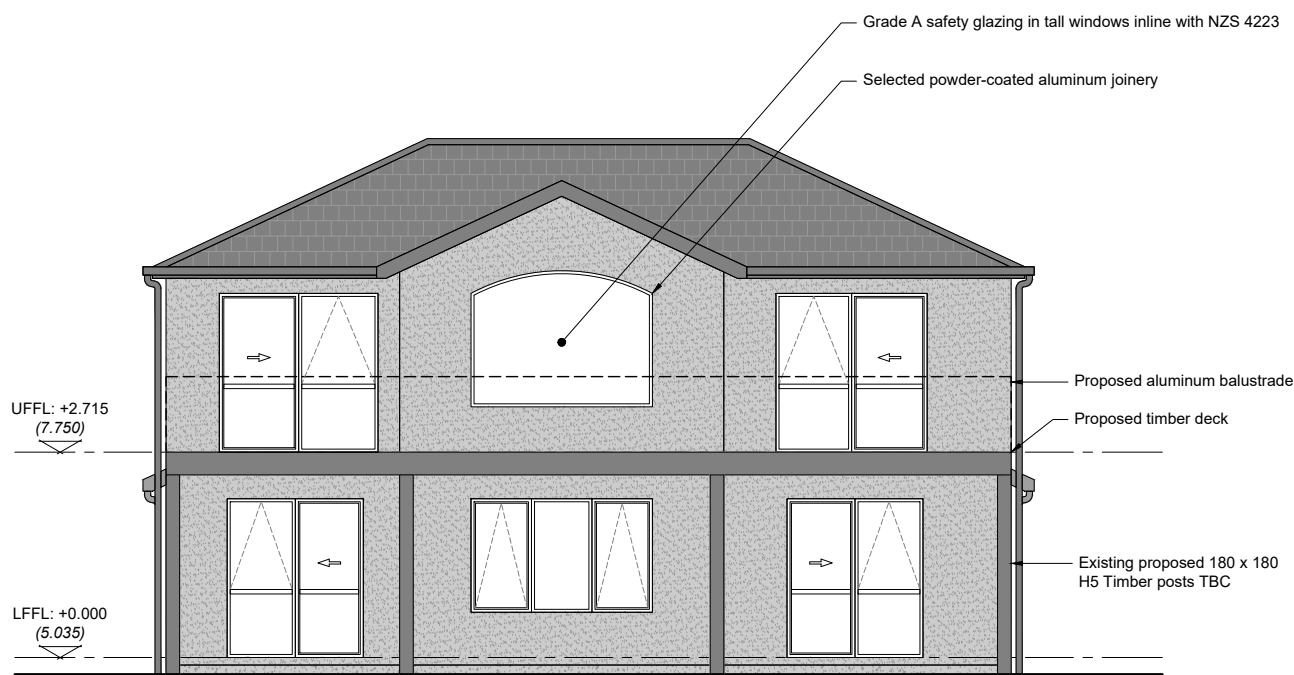 Grade A safety glazing in tall windows inline with NZS 4223
Selected powder-coated aluminum joinery
Proposed aluminum balustrade
UFFL: +2.715
(7.750)
Proposed timber deck
Existing proposed 180 x 180
H5 Timber posts TBC
LFFL: +0.000
(5.035)